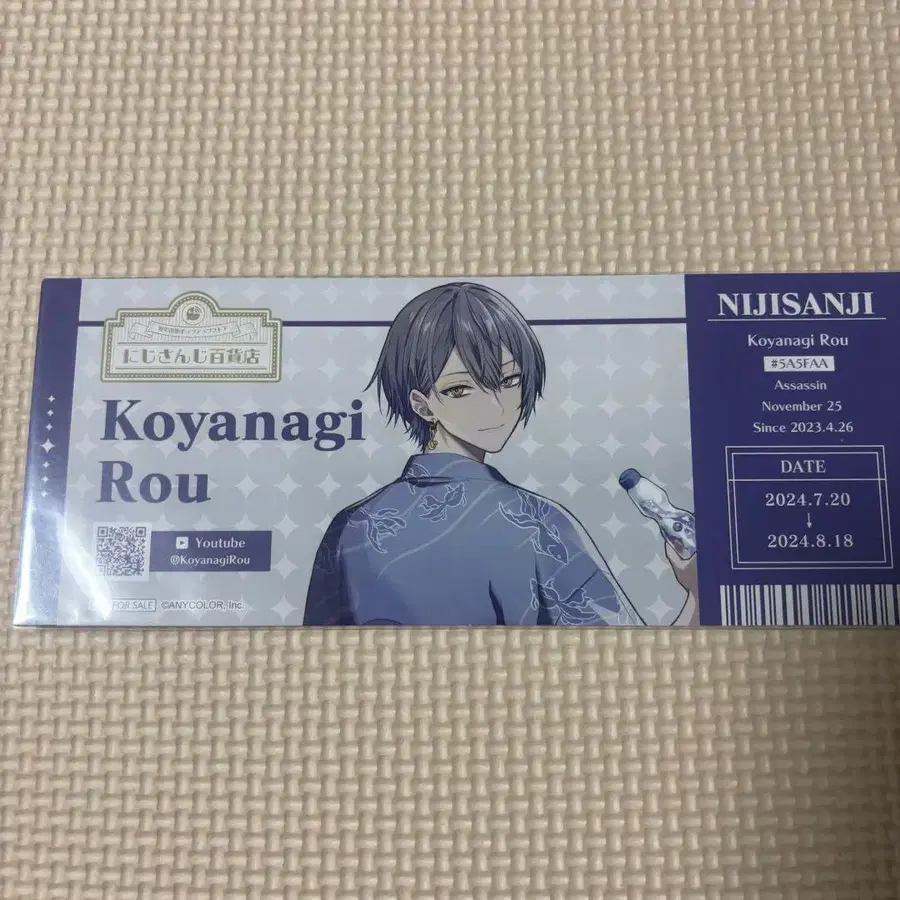 にじさんじ百貨店
Koyanagi
Rou
Youtube
@KoyanagiRou
FOR SALE ©ANYCOLOR, Inc.
NIJISANJI
Koyanagi Rou
#5A5FAA
Assassin
November 25
Since 2023.4.26
DATE
2024.7.20
↓
2024.8.18